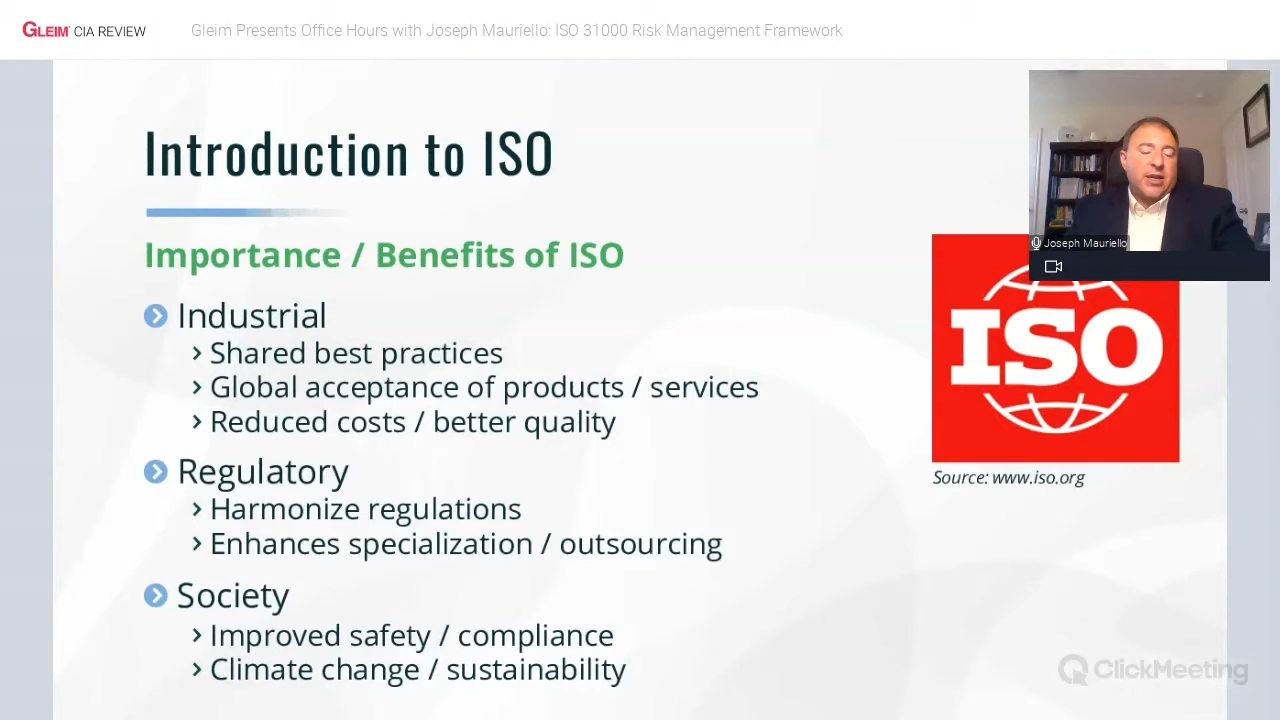 GLEIM CIA REVIEW
Gleim Presents Office Hours with Joseph Mauriello: ISO 31000 Risk Management Framework
Introduction to ISO
Importance / Benefits of ISO
Industrial
Shared best practices
Global acceptance of products / services
Reduced costs / better quality
Regulatory
Harmonize regulations
Enhances specialization / outsourcing
Society
Improved safety / compliance
Climate change / sustainability
Joseph Mauriello
ISO
Source: www.iso.org
ClickMeeting